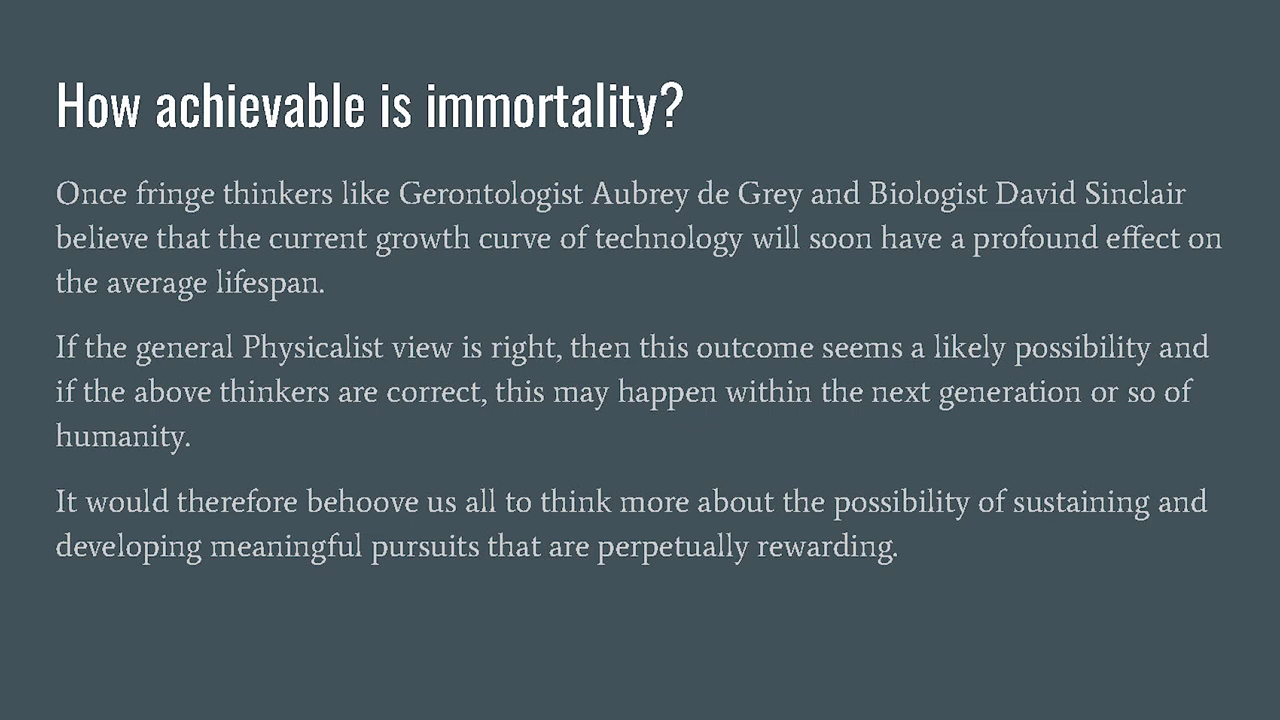 How achievable is immortality?
Once fringe thinkers like Gerontologist Aubrey de Grey and Biologist David Sinclair
believe that the current growth curve of technology will soon have a profound effect on
the average lifespan.
If the general Physicalist view is right, then this outcome seems a likely possibility and
if the above thinkers are correct, this may happen within the next generation or so of
humanity.
It would therefore behoove us all to think more about the possibility of sustaining and
developing meaningful pursuits that are perpetually rewarding.